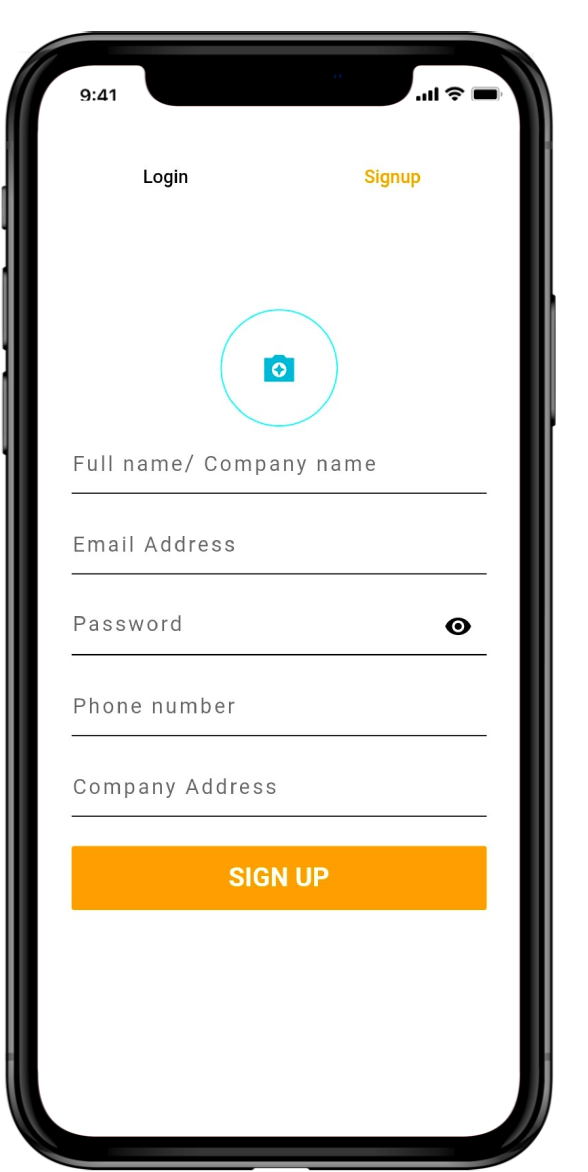 9:41
Login
Signup
Full name/ Company name
Email Address
Password
Phone number
Company Address
SIGN UP